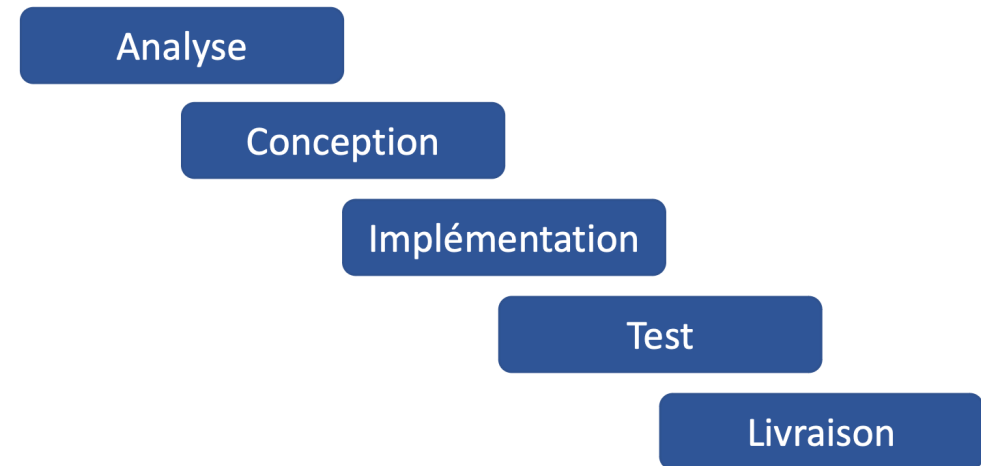 Analyse
Conception
Implémentation
Test
Livraison